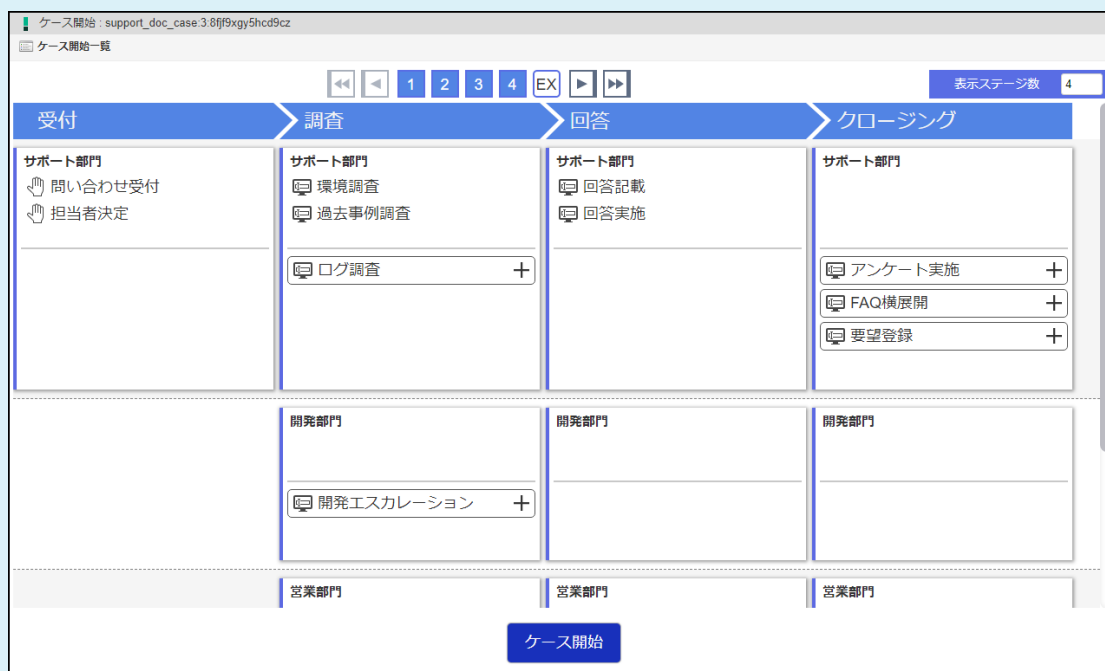 ケース開始 : support_doc_case:3:8fjf9xgy5hcd9cz
ケース開始一覧
1 2 3 4 EX
表示ステージ数 4
受付 調査 回答 クロージング
サポート部門 サポート部門 サポート部門 サポート部門
問い合わせ受付 環境調査 回答記載
担当者決定 過去事例調査 回答実施
ログ調査 アンケート実施
FAQ横展開
要望登録
開発部門 開発部門 開発部門
開発エスカレーション
営業部門 営業部門 営業部門
ケース開始